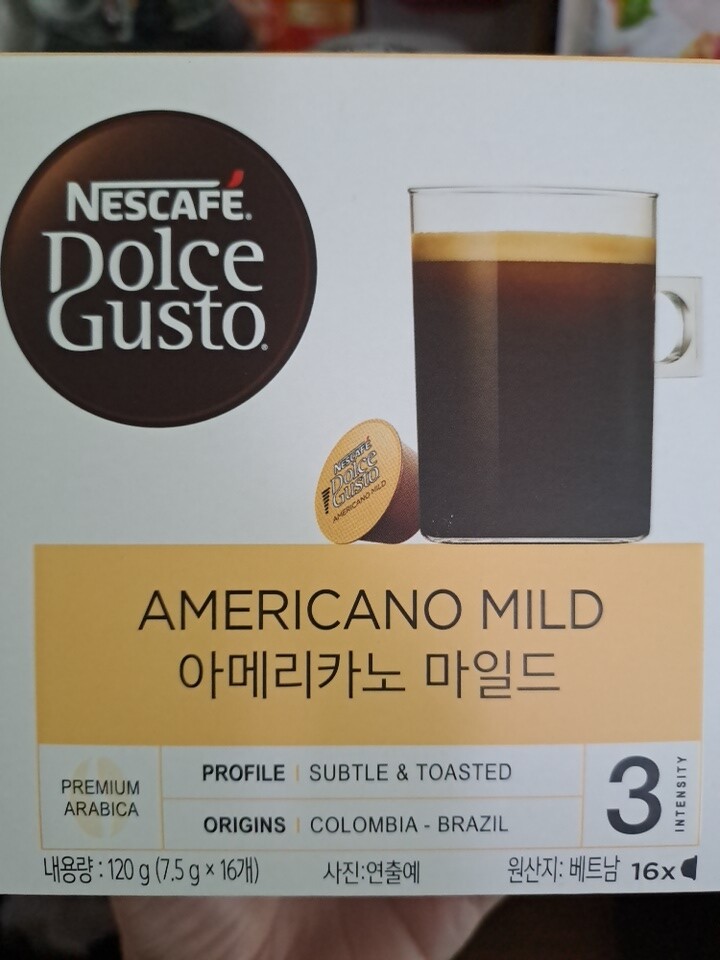 NESCAFÉ.
Dolce
Gusto
NESCAFÉ
Dolce
Gusto
AMERICANO MILD
AMERICANO MILD
아메리카노 마일드
PREMIUM
ARABICA
PROFILE | SUBTLE & TOASTED
ORIGINS | COLOMBIA - BRAZIL
3 INTENSITY
내용량 : 120 g (7.5 g × 16개) 사진:연출예 원산지: 베트남 16x